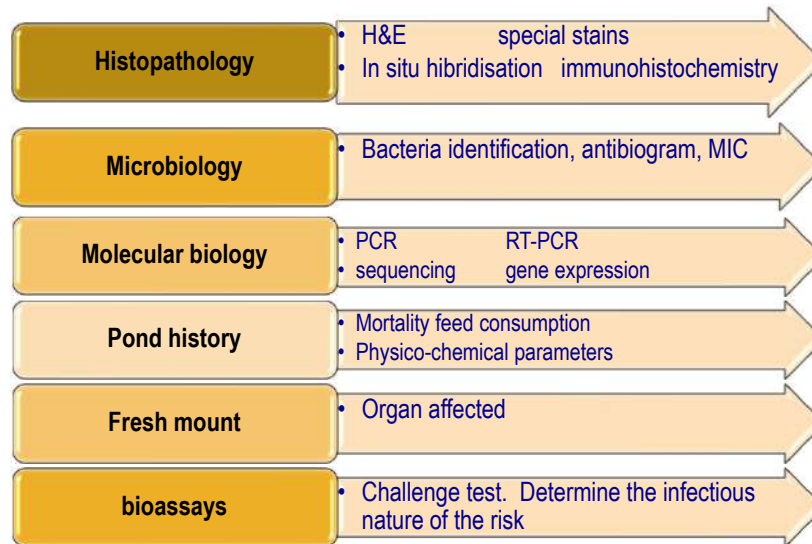 Histopathology
• H&E special stains
• In situ hybridisation immunohistochemistry
Microbiology
• Bacteria identification, antibiogram, MIC
Molecular biology
• PCR RT-PCR
• sequencing gene expression
Pond history
• Mortality feed consumption
• Physico-chemical parameters
Fresh mount
• Organ affected
bioassays
• Challenge test. Determine the infectious
nature of the risk